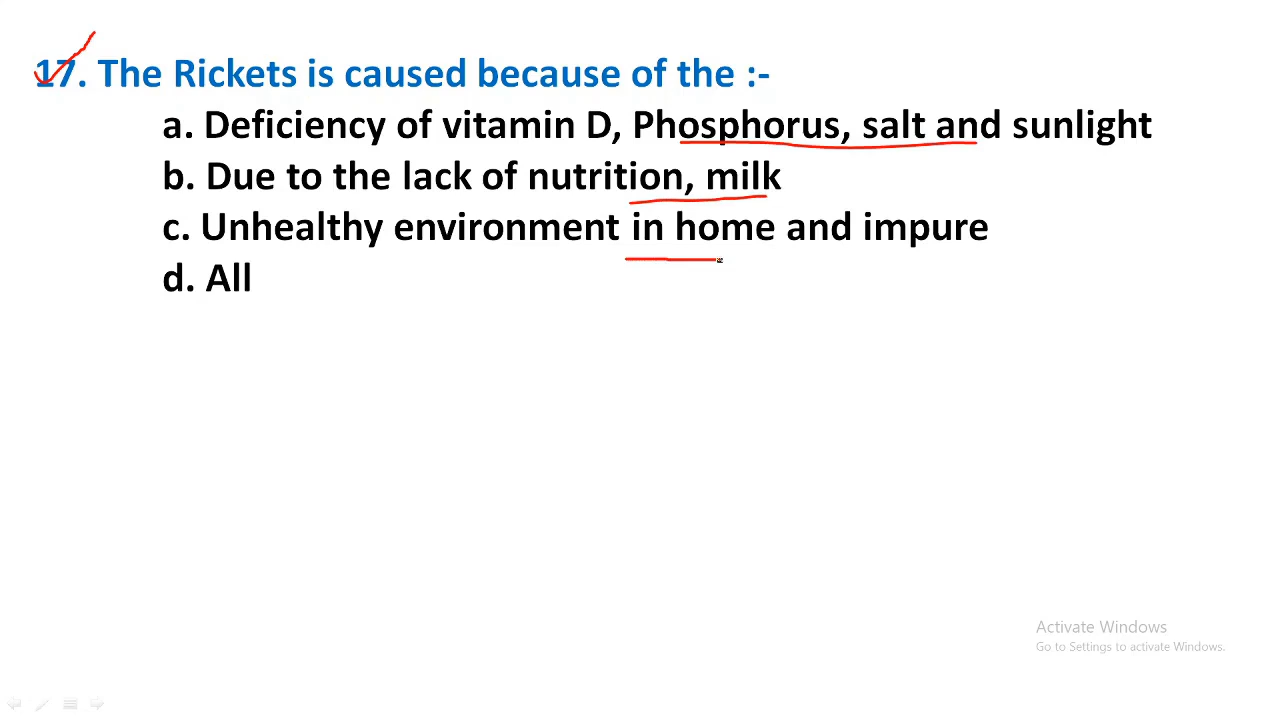 17. The Rickets is caused because of the :-
a. Deficiency of vitamin D, Phosphorus, salt and sunlight
b. Due to the lack of nutrition, milk
c. Unhealthy environment in home and impure
d. All
Activate Windows
Go to Settings to activate Windows.